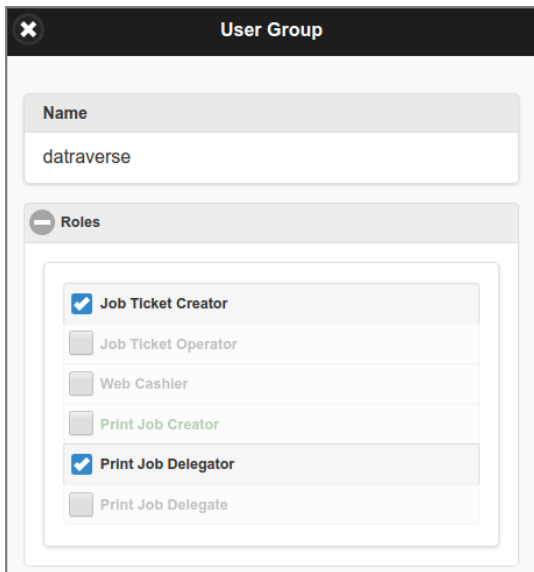 User Group
Name
datraverse
Roles
Job Ticket Creator
Job Ticket Operator
Web Cashier
Print Job Creator
Print Job Delegator
Print Job Delegate